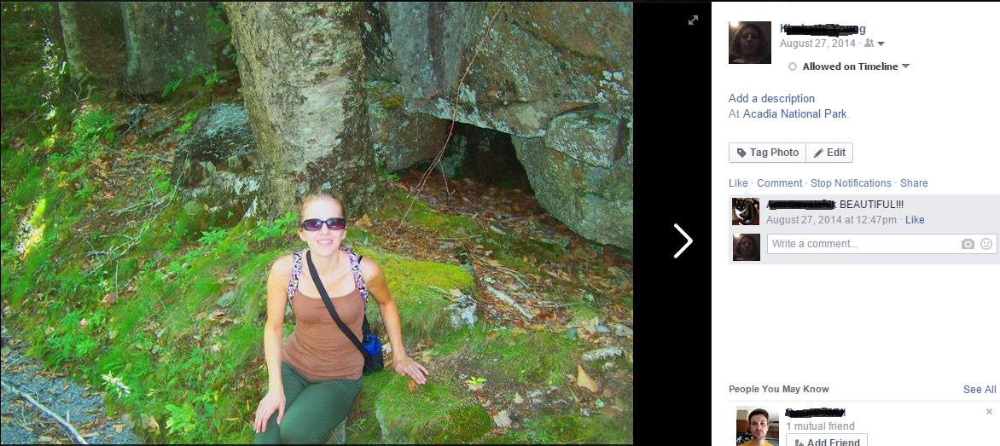 August 27, 2014 ·
Allowed on Timeline
Add a description
At Acadia National Park.
Tag Photo Edit
Like · Comment · Stop Notifications · Share
BEAUTIFUL!!!
August 27, 2014 at 12:47pm · Like
Write a comment...
People You May Know See All
1 mutual friend
Add Friend